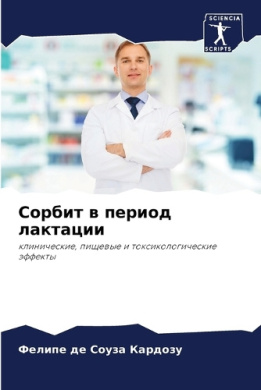 SCIENCIA
SCRIPTS
Сорбит в период
лактации
клинические, пищевые и токсикологические
эффекты
Фелипе де Соуза Кардозу